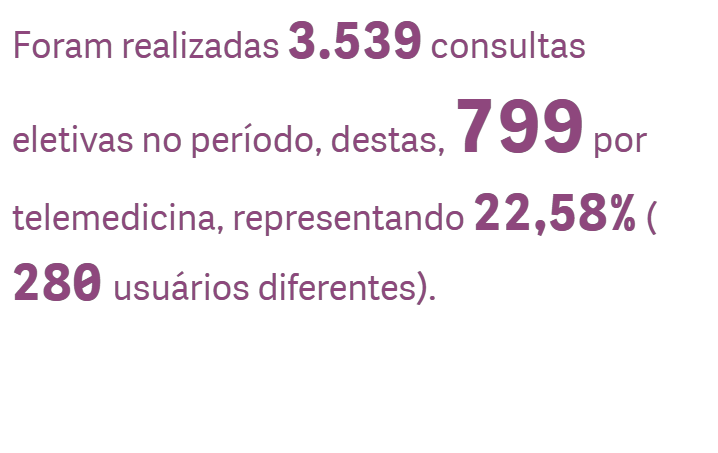 Foram realizadas 3.539 consultas
eletivas no período, destas, 799 por
telemedicina, representando 22,58% (
280 usuários diferentes).